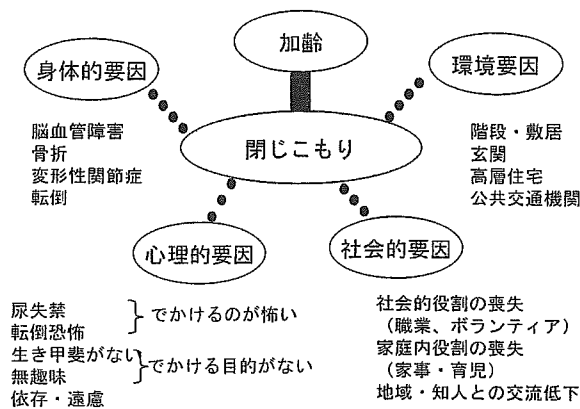 加齢
身体的要因
環境要因
閉じこもり
脳血管障害
骨折
変形性関節症
転倒
階段・敷居
玄関
高層住宅
公共交通機関
心理的要因
社会的要因
尿失禁
転倒恐怖
でかけるのが怖い
生き甲斐がない
無趣味
でかける目的がない
依存・遠慮
社会的役割の喪失
（職業、ボランティア）
家庭内役割の喪失
（家事・育児）
地域・知人との交流低下